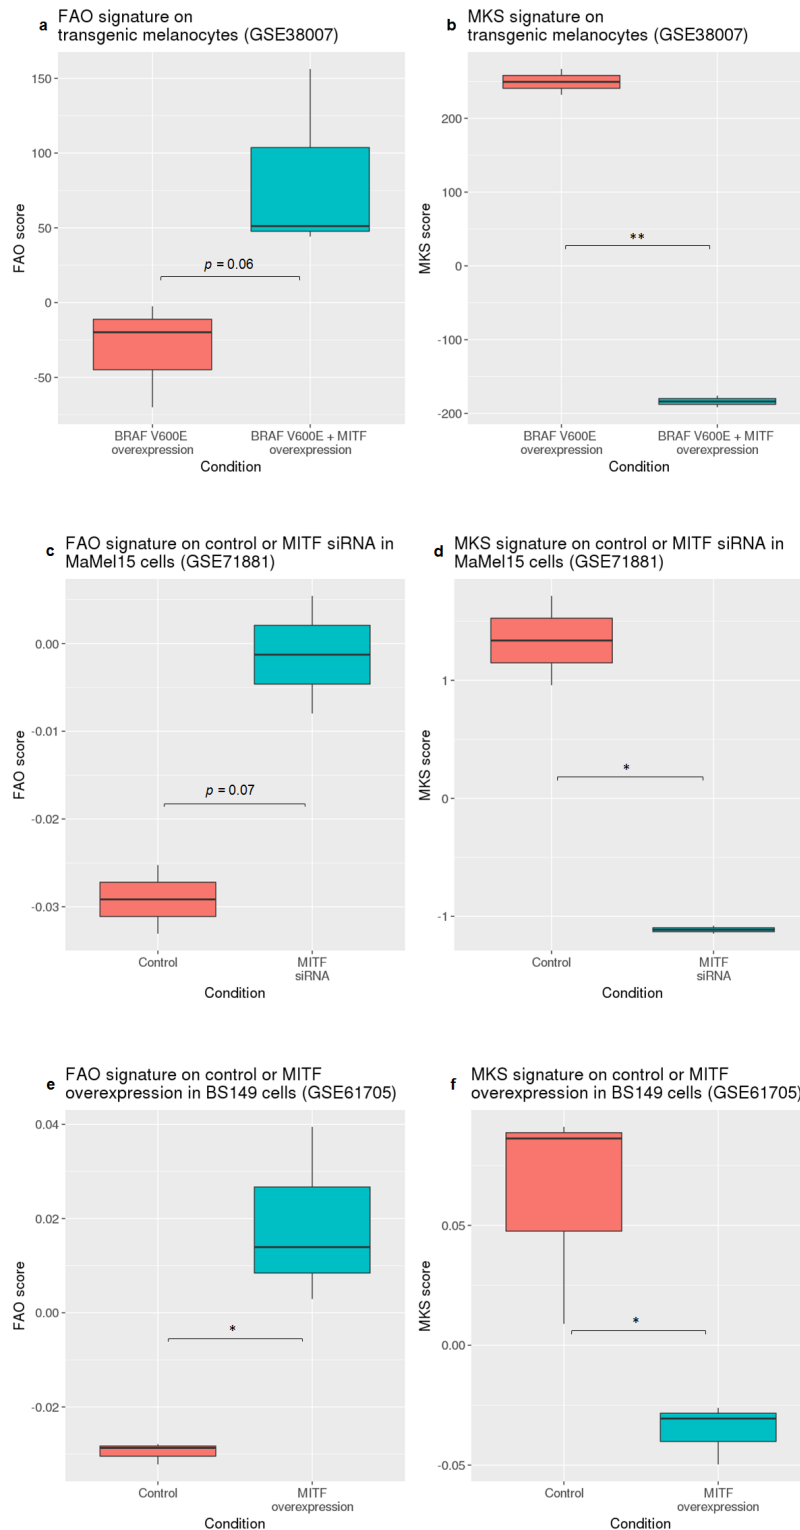 a FAO signature on
transgenic melanocytes (GSE38007)
150
100
50
0
-50
FAO score
p = 0.06
BRAF V600E
overexpression
BRAF V600E + MITF
overexpression
Condition
b MKS signature on
transgenic melanocytes (GSE38007)
200
100
0
-100
-200
MKS score
**
BRAF V600E
overexpression
BRAF V600E + MITF
overexpression
Condition
c FAO signature on control or MITF siRNA in
MaMel15 cells (GSE71881)
0.00
-0.01
-0.02
-0.03
FAO score
p = 0.07
Control
MITF
siRNA
Condition
d MKS signature on control or MITF siRNA in
MaMel15 cells (GSE71881)
1
0
-1
MKS score
*
Control
MITF
siRNA
Condition
e FAO signature on control or MITF
overexpression in BS149 cells (GSE61705)
0.04
0.02
0.00
-0.02
FAO score
*
Control
MITF
overexpression
Condition
f MKS signature on control or MITF
overexpression in BS149 cells (GSE61705)
0.05
0.00
-0.05
MKS score
*
Control
MITF
overexpression
Condition